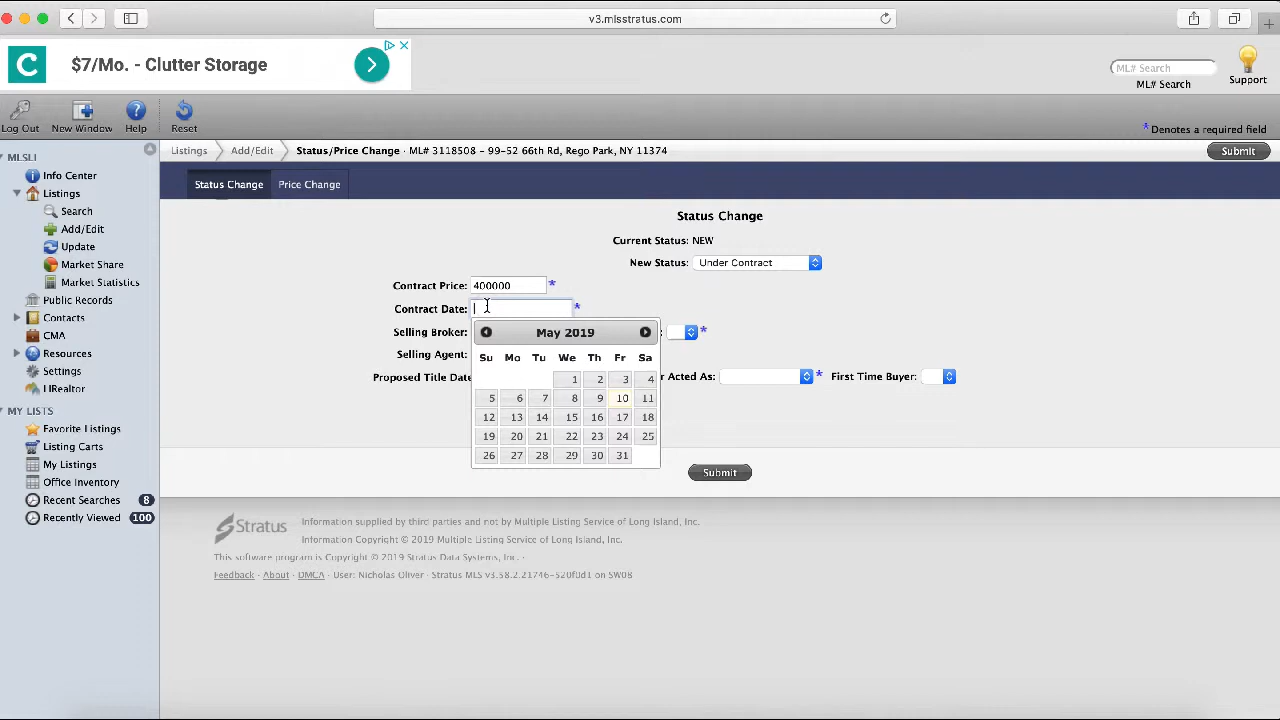 v3.mlsstratus.com
C $7/Mo. - Clutter Storage
ML# Search
ML# Search
Support
Log Out New Window Help Reset
* Denotes a required field
MLSLI
Listings Add/Edit Status/Price Change · ML# 3118508 - 99-52 66th Rd, Rego Park, NY 11374 Submit
Info Center
Listings
Search
Add/Edit
Update
Market Share
Market Statistics
Public Records
Contacts
CMA
Resources
Settings
LIRealtor
MY LISTS
Favorite Listings
Listing Carts
My Listings
Office Inventory
Recent Searches 8
Recently Viewed 100
Status Change Price Change
Status Change
Current Status: NEW
New Status: Under Contract
Contract Price: 400000 *
Contract Date: *
Selling Broker: : *
Selling Agent:
Proposed Title Date r Acted As: * First Time Buyer:
May 2019
Su Mo Tu We Th Fr Sa
1 2 3 4
5 6 7 8 9 10 11
12 13 14 15 16 17 18
19 20 21 22 23 24 25
26 27 28 29 30 31
Submit
Stratus
Information supplied by third parties and not by Multiple Listing Service of Long Island, Inc.
Information Copyright © 2019 Multiple Listing Service of Long Island, Inc.
This software program is Copyright © 2019 Stratus Data Systems, Inc. ·
Feedback · About · DMCA · User: Nicholas Oliver · Stratus MLS v3.58.2.21746-520f0d1 on SW08